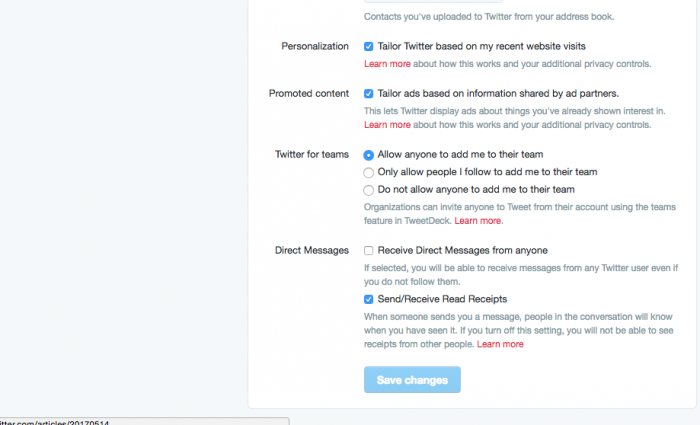 Contacts you've uploaded to Twitter from your address book.
Personalization
Tailor Twitter based on my recent website visits
Learn more about how this works and your additional privacy controls.
Promoted content
Tailor ads based on information shared by ad partners.
This lets Twitter display ads about things you've already shown interest in.
Learn more about how this works and your additional privacy controls.
Twitter for teams
Allow anyone to add me to their team
Only allow people I follow to add me to their team
Do not allow anyone to add me to their team
Organizations can invite anyone to Tweet from their account using the teams
feature in TweetDeck. Learn more.
Direct Messages
Receive Direct Messages from anyone
If selected, you will be able to receive messages from any Twitter user even if
you do not follow them.
Send/Receive Read Receipts
When someone sends you a message, people in the conversation will know
when you have seen it. If you turn off this setting, you will not be able to see
receipts from other people. Learn more
Save changes
itter.com/articles/20170514